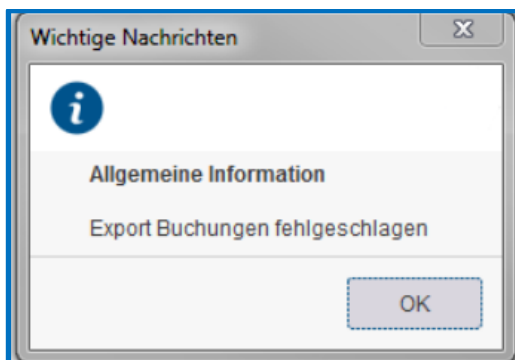 Wichtige Nachrichten
Allgemeine Information
Export Buchungen fehlgeschlagen
OK